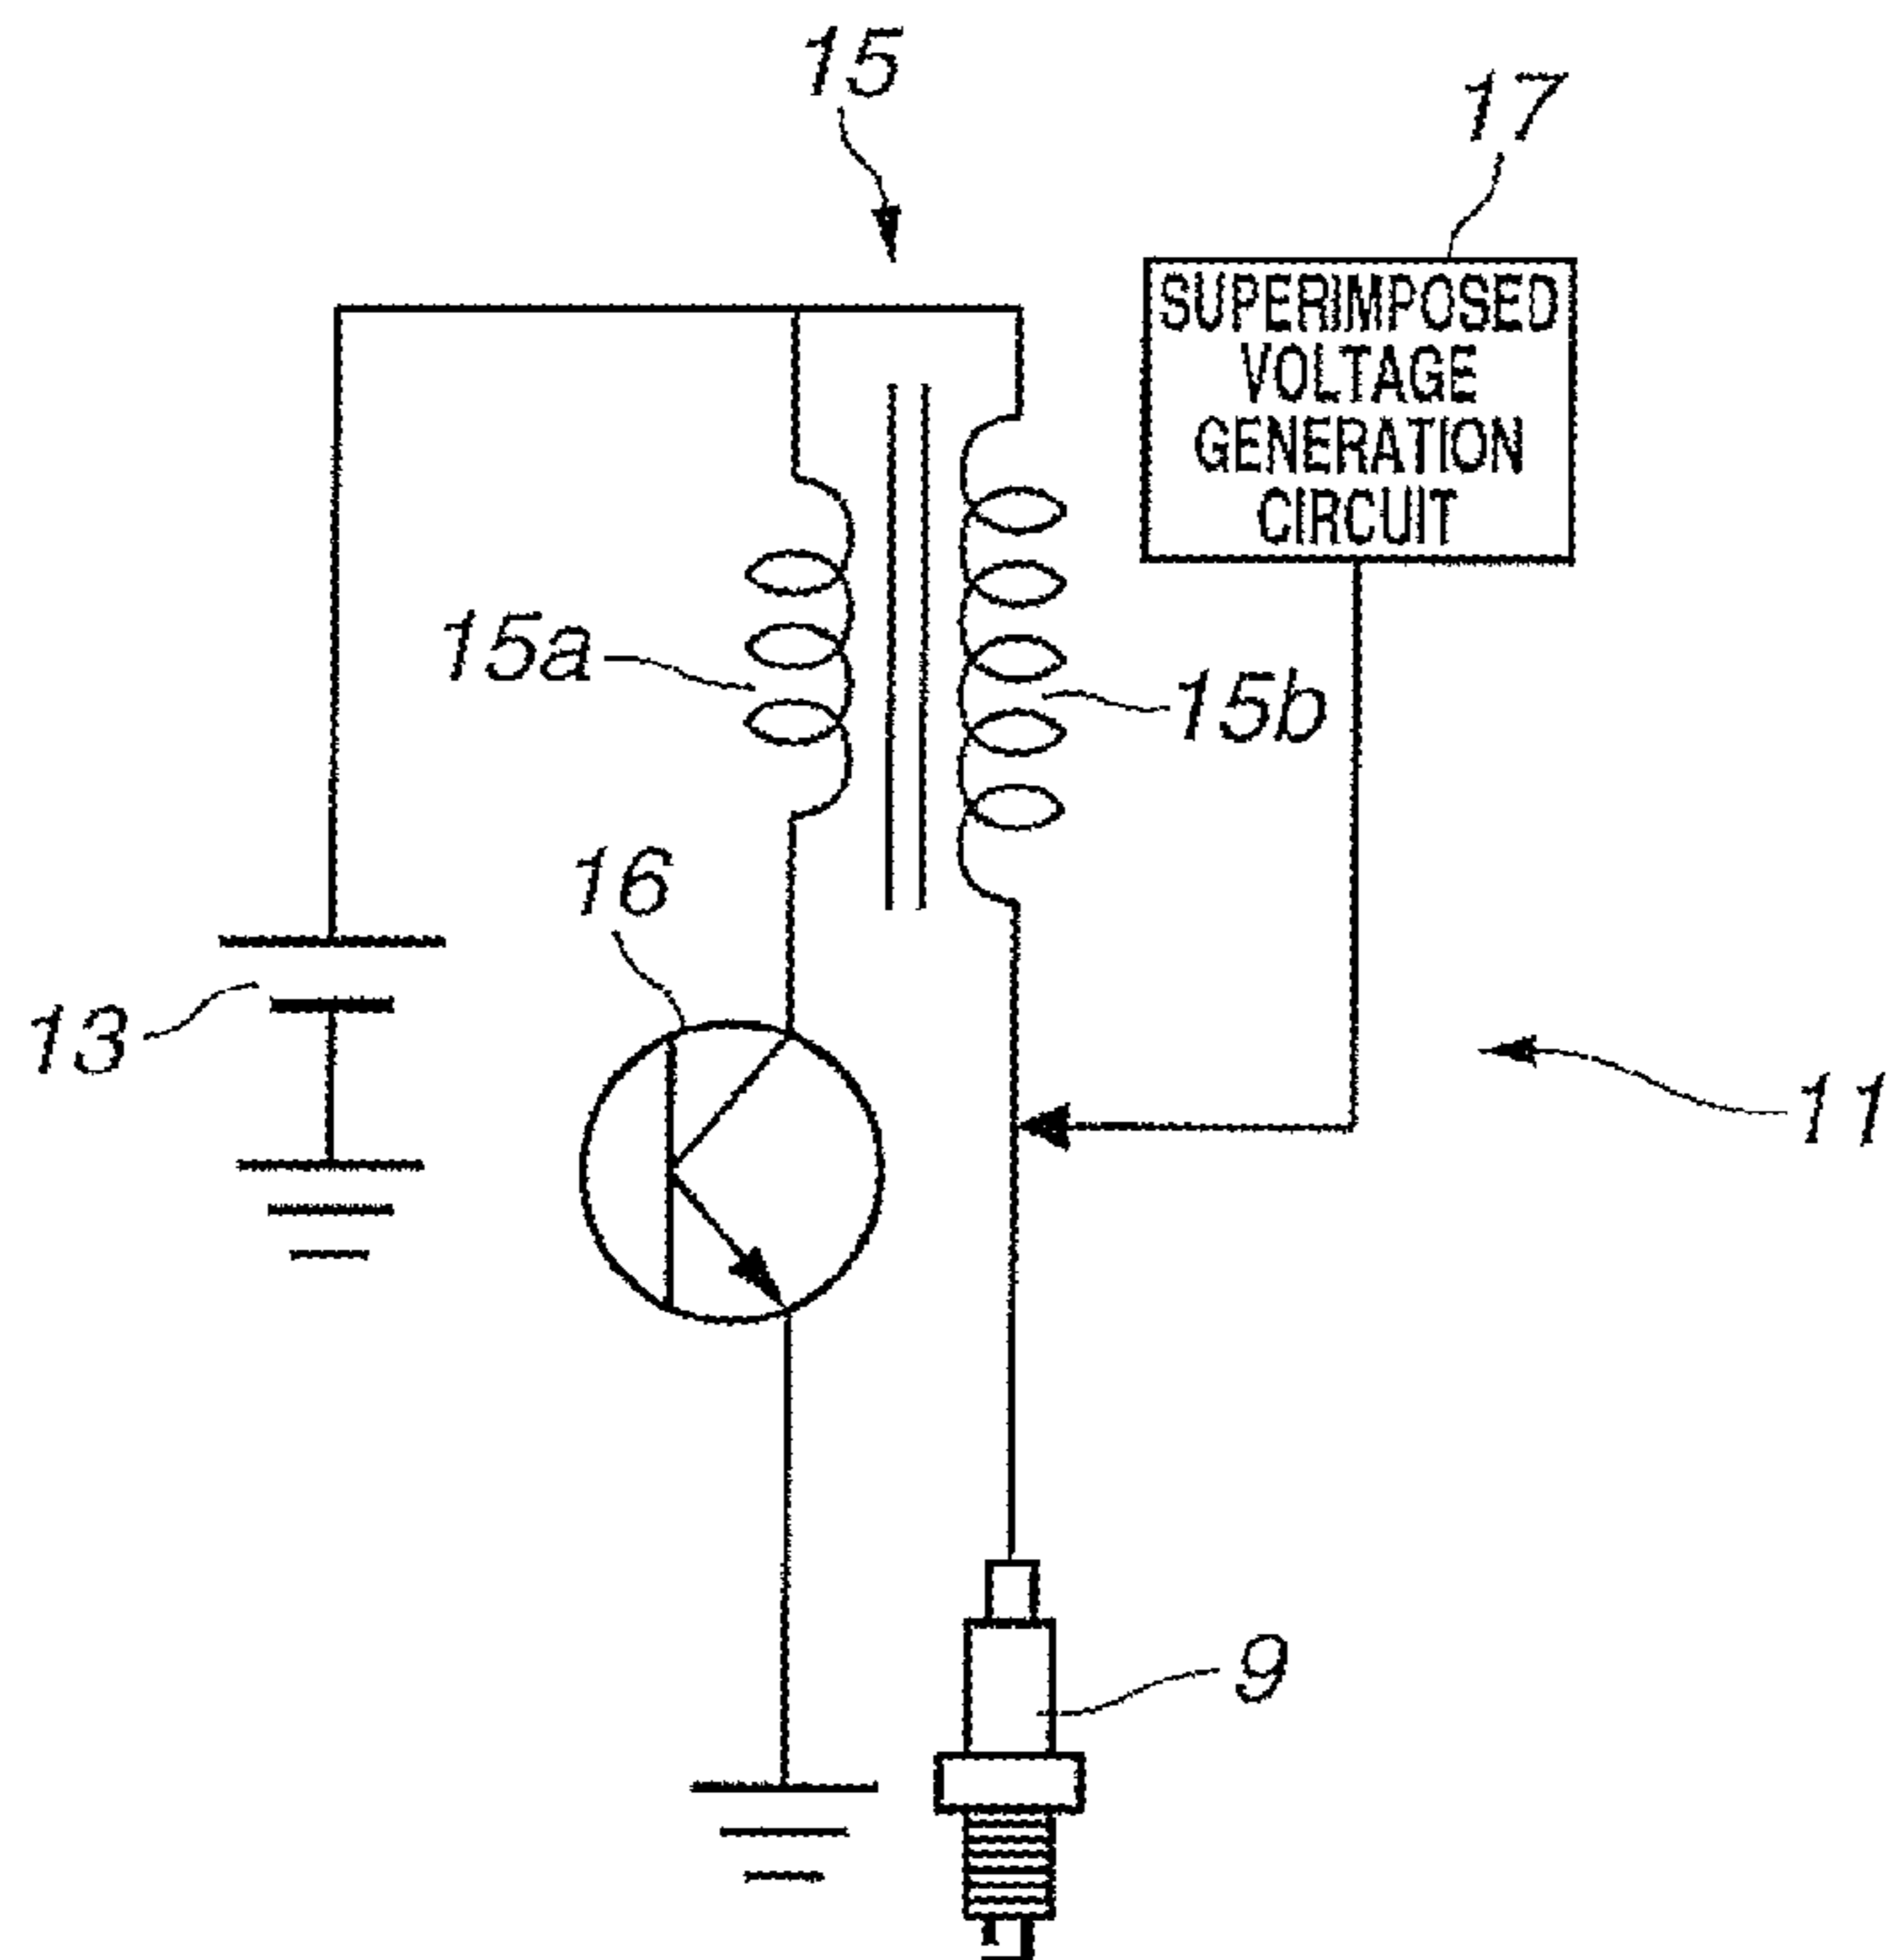 15
17
SUPERIMPOSED
VOLTAGE
GENERATION
CIRCUIT
15a
15b
16
13
11
9